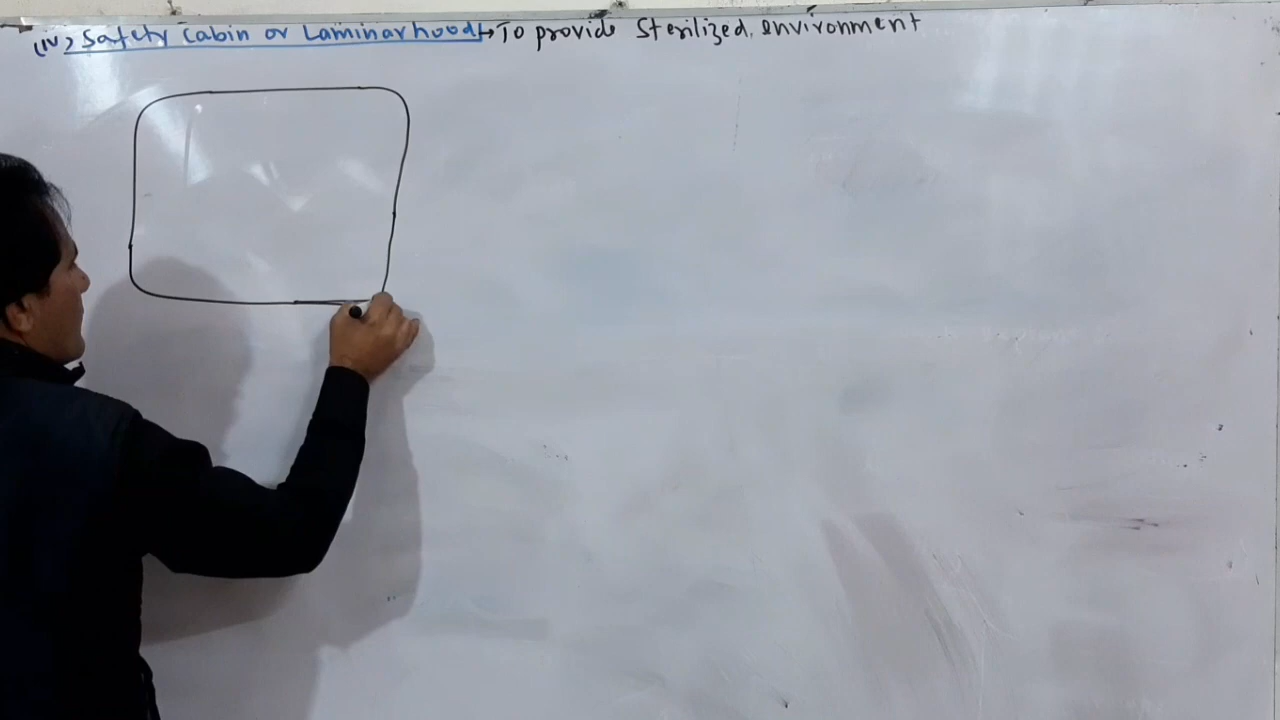 (iv) Safety Cabin or Laminar hood → To provide Sterilized environment